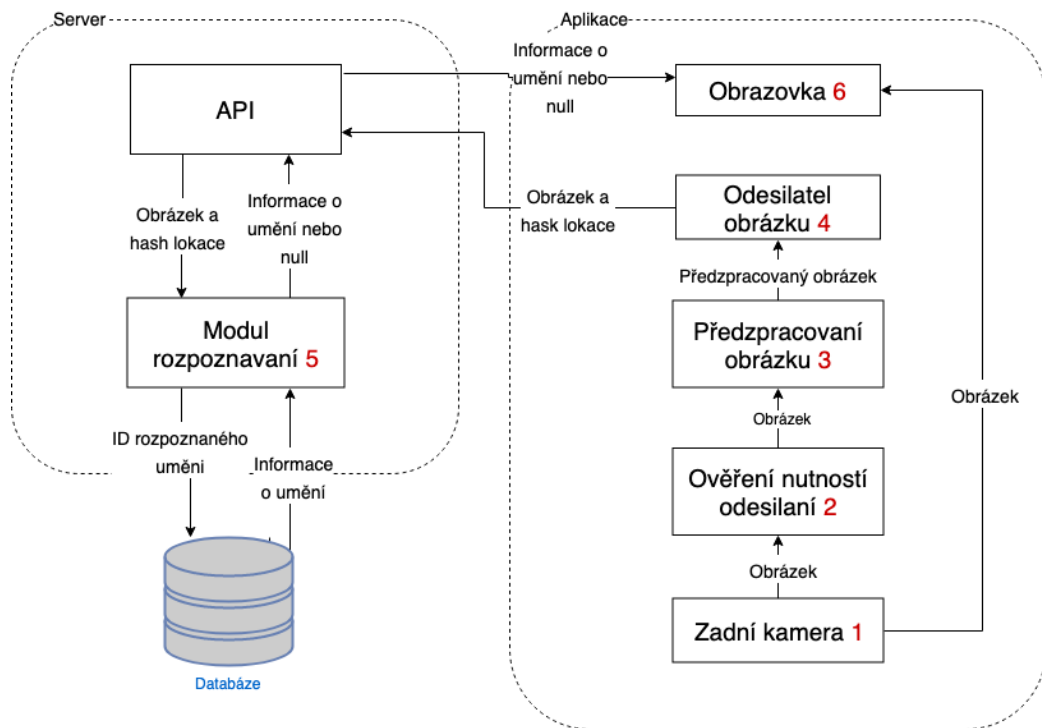 Server
API
Obrázek a
hash lokace
Informace o
umění nebo
null
Modul
rozpoznavaní 5
ID rozpoznaného
uměni
Informace
o umění
Databáze
Aplikace
Informace o
umění nebo
null
Obrazovka 6
Obrázek a
hask lokace
Odesilatel
obrázku 4
Předzpracovaný obrázek
Předzpracovaní
obrázku 3
Obrázek
Obrázek
Ověření nutností
odesilaní 2
Obrázek
Zadní kamera 1